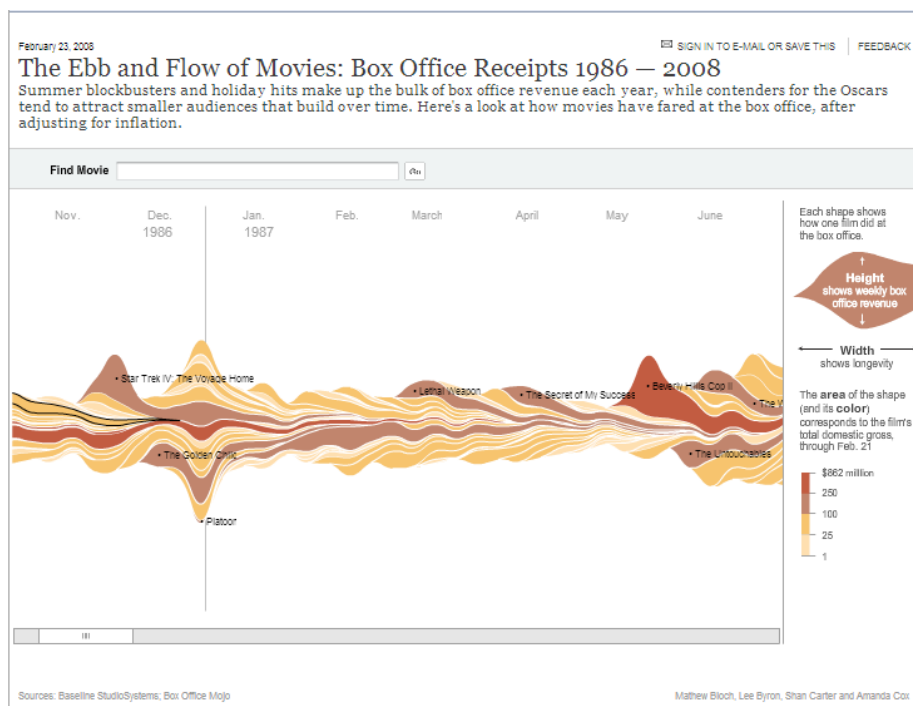 February 23, 2008
SIGN IN TO E-MAIL OR SAVE THIS
FEEDBACK
The Ebb and Flow of Movies: Box Office Receipts 1986 — 2008
Summer blockbusters and holiday hits make up the bulk of box office revenue each year, while contenders for the Oscars
tend to attract smaller audiences that build over time. Here's a look at how movies have fared at the box office, after
adjusting for inflation.
Find Movie
Nov.
Dec.
1986
Jan.
1987
Feb.
March
April
May
June
Each shape shows
how one film did at
the box office.
Height
shows weekly box
office revenue
Width
shows longevity
The area of the shape
(and its color)
corresponds to the film's
total domestic gross,
through Feb. 21
$862 million
250
100
25
1
Star Trek IV: The Voyage Home
Lethal Weapon
The Secret of My Success
Beverly Hills Cop II
The W
The Golden Child
The Untouchables
Platoon
Sources: Baseline StudioSystems; Box Office Mojo
Mathew Bloch, Lee Byron, Shan Carter and Amanda Cox